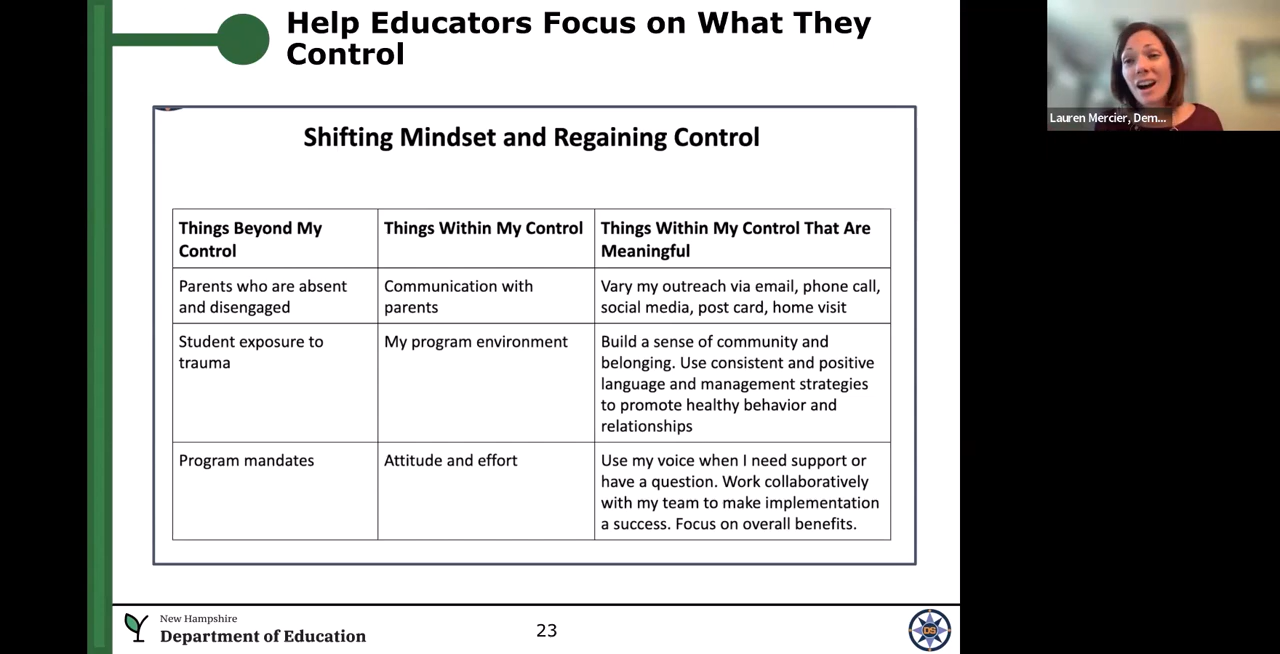 Help Educators Focus on What They
Control
Lauren Mercier, Dem...
Shifting Mindset and Regaining Control
Things Beyond My
Control
Things Within My Control
Things Within My Control That Are
Meaningful
Parents who are absent
and disengaged
Communication with
parents
Vary my outreach via email, phone call,
social media, post card, home visit
Student exposure to
trauma
My program environment
Build a sense of community and
belonging. Use consistent and positive
language and management strategies
to promote healthy behavior and
relationships
Program mandates
Attitude and effort
Use my voice when I need support or
have a question. Work collaboratively
with my team to make implementation
a success. Focus on overall benefits.
New Hampshire
Department of Education
23
DS